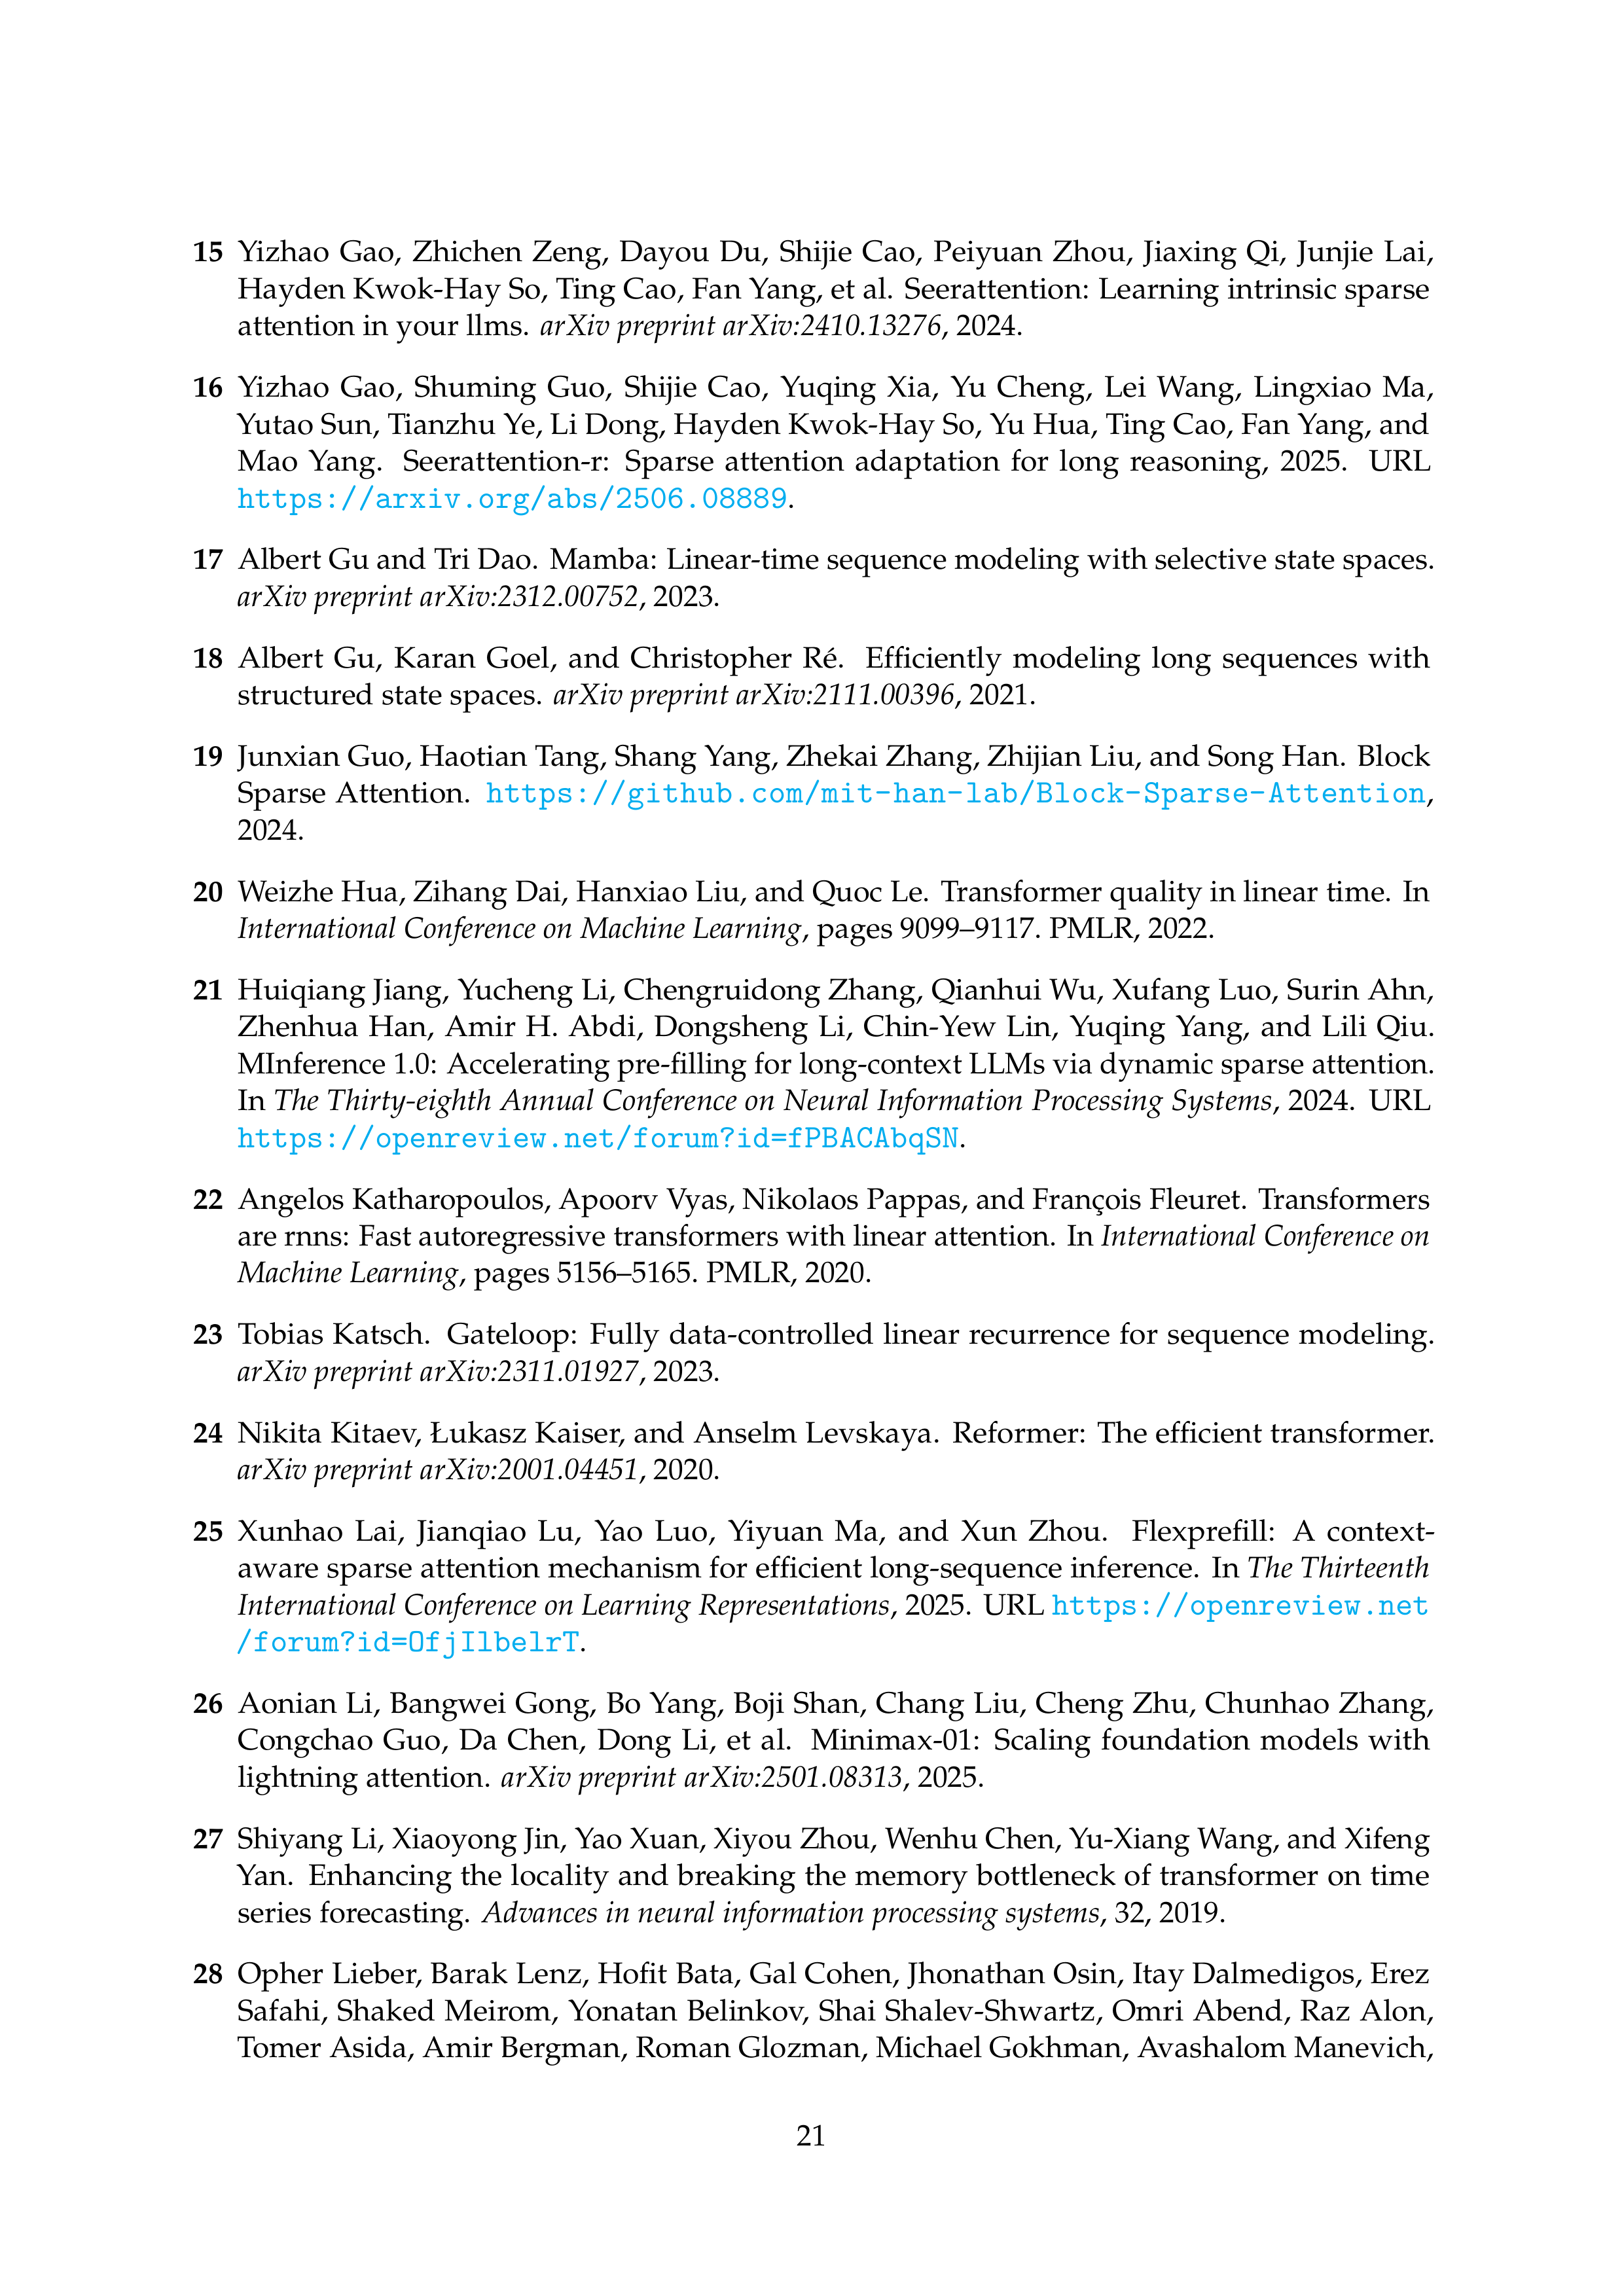 15 Yizhao Gao, Zhichen Zeng, Dayou Du, Shijie Cao, Peiyuan Zhou, Jiaxing Qi, Junjie Lai,
Hayden Kwok-Hay So, Ting Cao, Fan Yang, et al. Seerattention: Learning intrinsic sparse
attention in your llms. arXiv preprint arXiv:2410.13276, 2024.
16 Yizhao Gao, Shuming Guo, Shijie Cao, Yuqing Xia, Yu Cheng, Lei Wang, Lingxiao Ma,
Yutao Sun, Tianzhu Ye, Li Dong, Hayden Kwok-Hay So, Yu Hua, Ting Cao, Fan Yang, and
Mao Yang. Seerattention-r: Sparse attention adaptation for long reasoning, 2025. URL
https://arxiv.org/abs/2506.08889.
17 Albert Gu and Tri Dao. Mamba: Linear-time sequence modeling with selective state spaces.
arXiv preprint arXiv:2312.00752, 2023.
18 Albert Gu, Karan Goel, and Christopher Ré. Efficiently modeling long sequences with
structured state spaces. arXiv preprint arXiv:2111.00396, 2021.
19 Junxian Guo, Haotian Tang, Shang Yang, Zhekai Zhang, Zhijian Liu, and Song Han. Block
Sparse Attention. https://github.com/mit-han-lab/Block-Sparse-Attention,
2024.
20 Weizhe Hua, Zihang Dai, Hanxiao Liu, and Quoc Le. Transformer quality in linear time. In
International Conference on Machine Learning, pages 9099–9117. PMLR, 2022.
21 Huiqiang Jiang, Yucheng Li, Chengruidong Zhang, Qianhui Wu, Xufang Luo, Surin Ahn,
Zhenhua Han, Amir H. Abdi, Dongsheng Li, Chin-Yew Lin, Yuqing Yang, and Lili Qiu.
MInference 1.0: Accelerating pre-filling for long-context LLMs via dynamic sparse attention.
In The Thirty-eighth Annual Conference on Neural Information Processing Systems, 2024. URL
https://openreview.net/forum?id=fPBACAbqSN.
22 Angelos Katharopoulos, Apoorv Vyas, Nikolaos Pappas, and François Fleuret. Transformers
are rnns: Fast autoregressive transformers with linear attention. In International Conference on
Machine Learning, pages 5156–5165. PMLR, 2020.
23 Tobias Katsch. Gateloop: Fully data-controlled linear recurrence for sequence modeling.
arXiv preprint arXiv:2311.01927, 2023.
24 Nikita Kitaev, Łukasz Kaiser, and Anselm Levskaya. Reformer: The efficient transformer.
arXiv preprint arXiv:2001.04451, 2020.
25 Xunhao Lai, Jianqiao Lu, Yao Luo, Yiyuan Ma, and Xun Zhou. Flexprefill: A context-
aware sparse attention mechanism for efficient long-sequence inference. In The Thirteenth
International Conference on Learning Representations, 2025. URL https://openreview.net
/forum?id=OfjIlbelrT.
26 Aonian Li, Bangwei Gong, Bo Yang, Boji Shan, Chang Liu, Cheng Zhu, Chunhao Zhang,
Congchao Guo, Da Chen, Dong Li, et al. Minimax-01: Scaling foundation models with
lightning attention. arXiv preprint arXiv:2501.08313, 2025.
27 Shiyang Li, Xiaoyong Jin, Yao Xuan, Xiyou Zhou, Wenhu Chen, Yu-Xiang Wang, and Xifeng
Yan. Enhancing the locality and breaking the memory bottleneck of transformer on time
series forecasting. Advances in neural information processing systems, 32, 2019.
28 Opher Lieber, Barak Lenz, Hofit Bata, Gal Cohen, Jhonathan Osin, Itay Dalmedigos, Erez
Safahi, Shaked Meirom, Yonatan Belinkov, Shai Shalev-Shwartz, Omri Abend, Raz Alon,
Tomer Asida, Amir Bergman, Roman Glozman, Michael Gokhman, Avashalom Manevich,
21